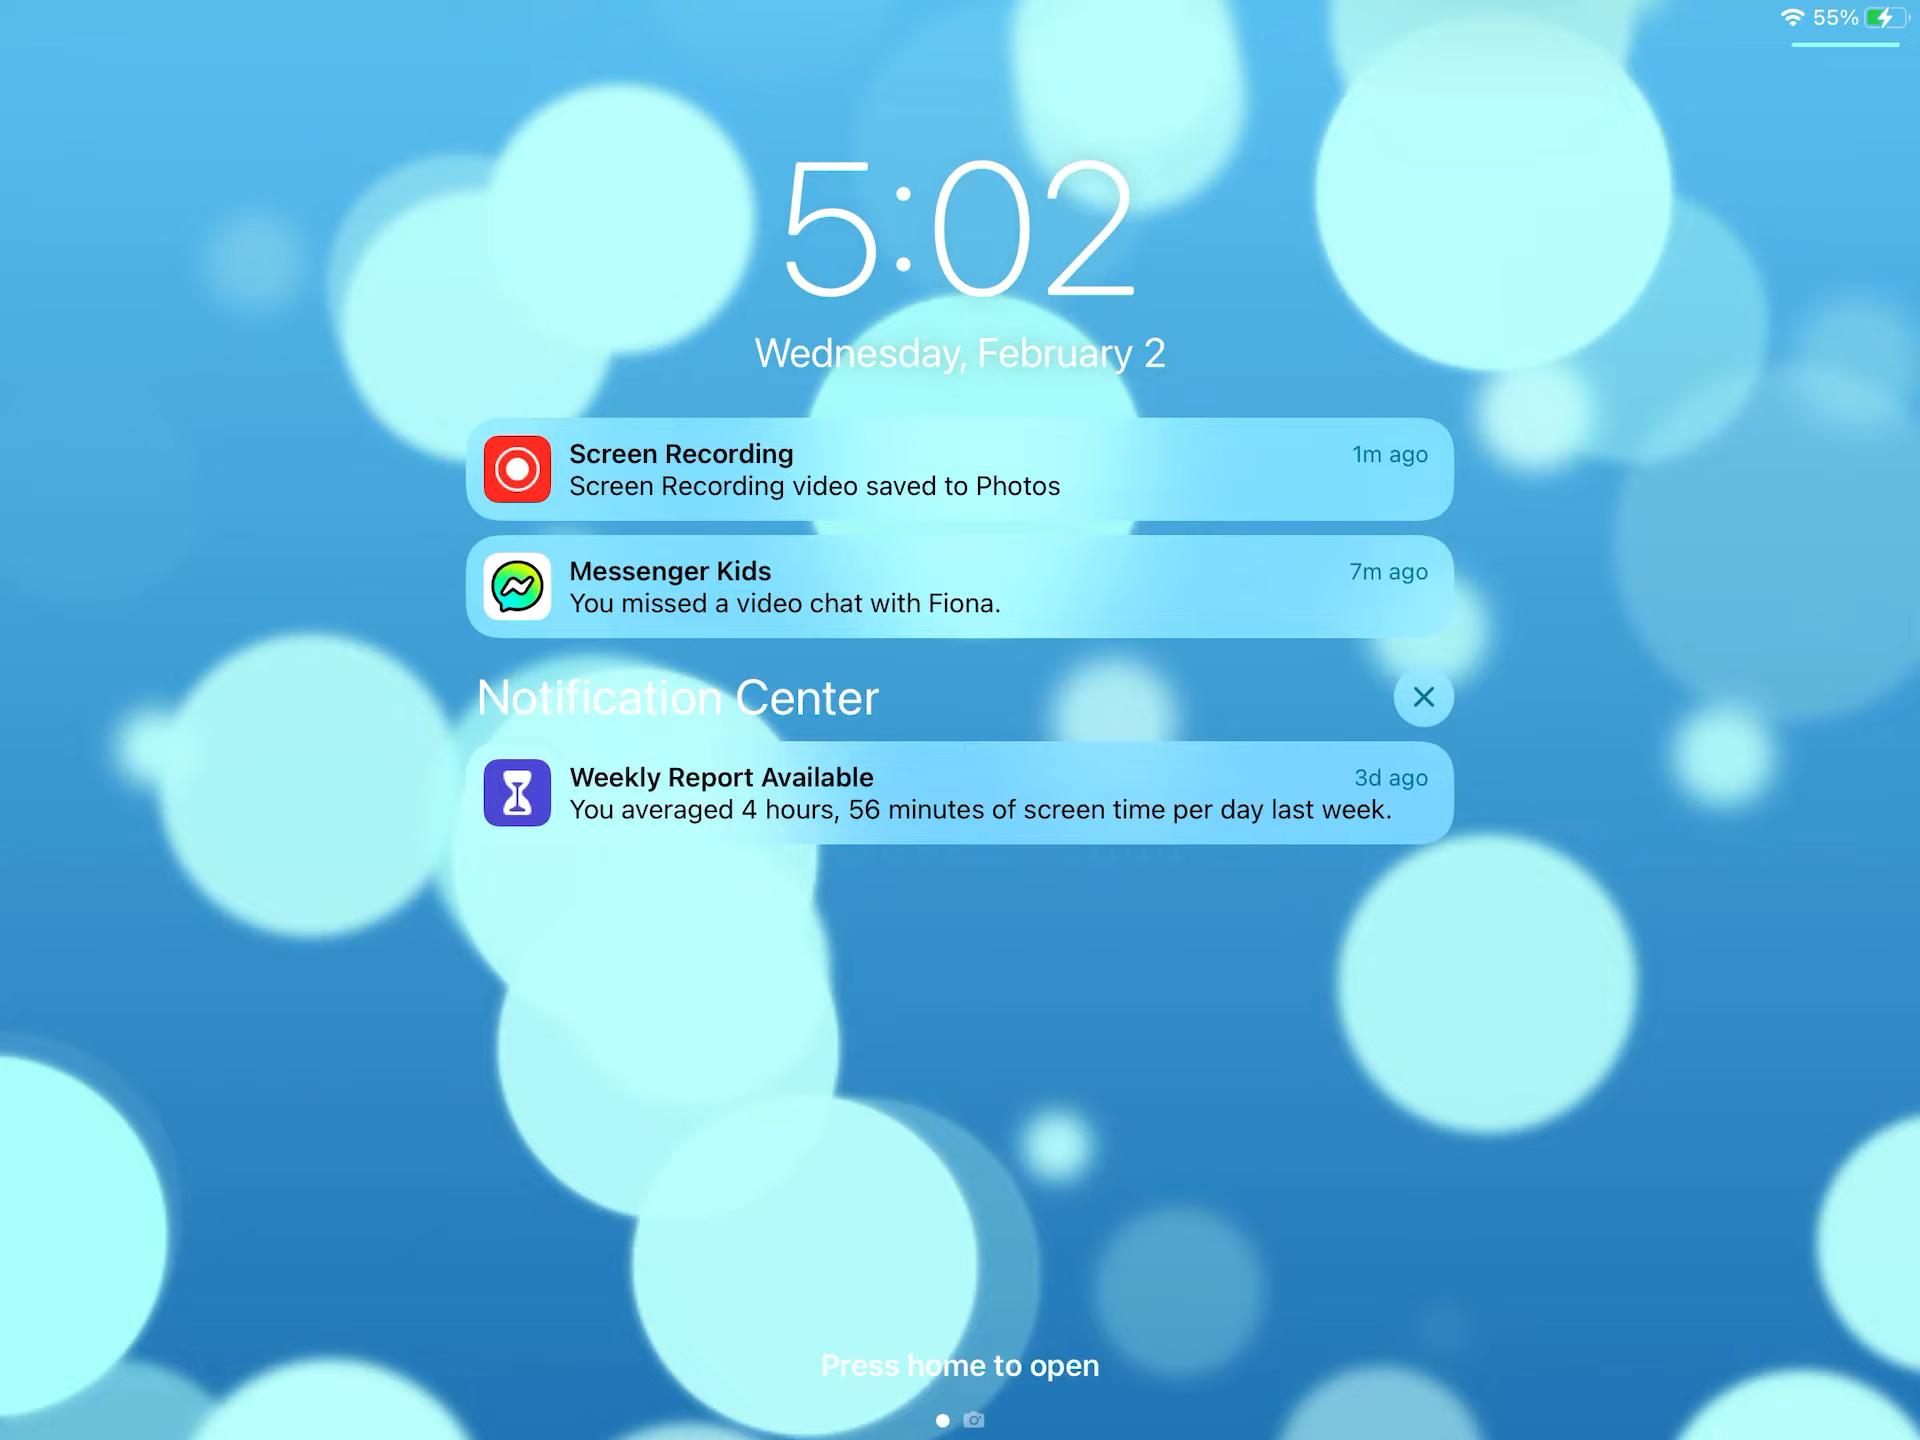 55%
5:02
Wednesday, February 2
Screen Recording 1m ago
Screen Recording video saved to Photos
Messenger Kids 7m ago
You missed a video chat with Fiona.
Notification Center
Weekly Report Available 3d ago
You averaged 4 hours, 56 minutes of screen time per day last week.
Press home to open